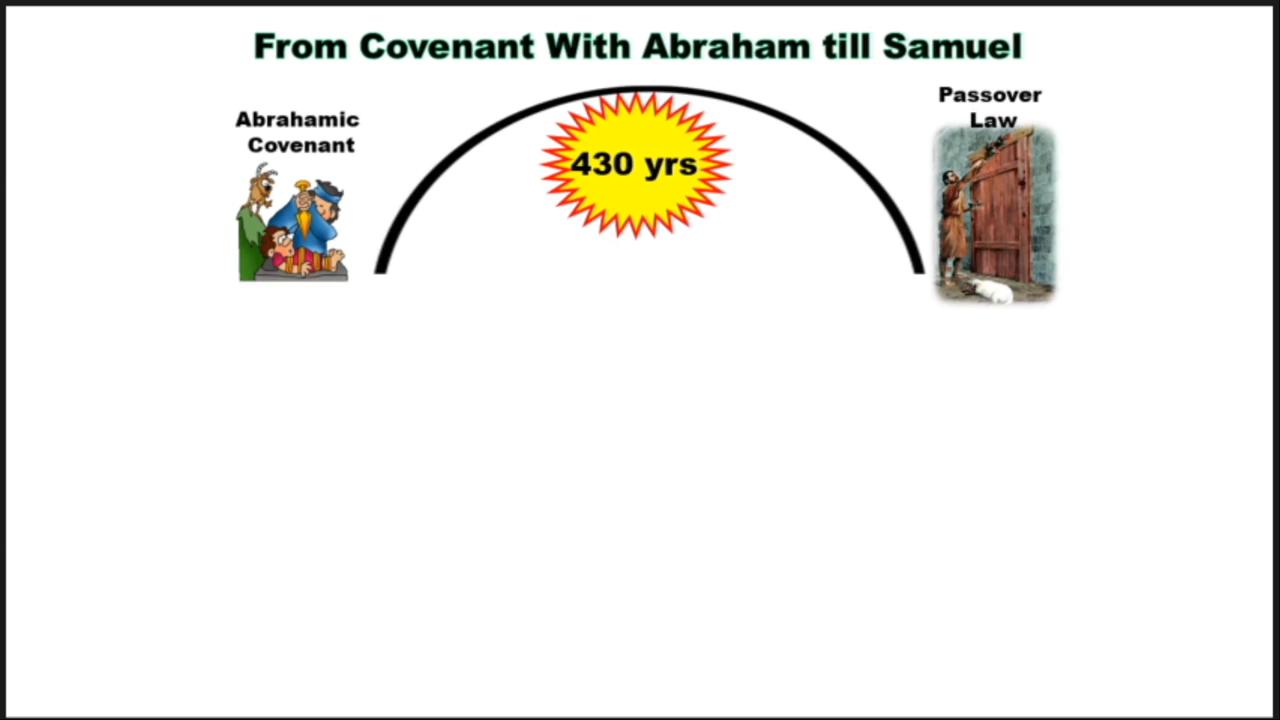 From Covenant With Abraham till Samuel
Abrahamic
Covenant
430 yrs
Passover
Law